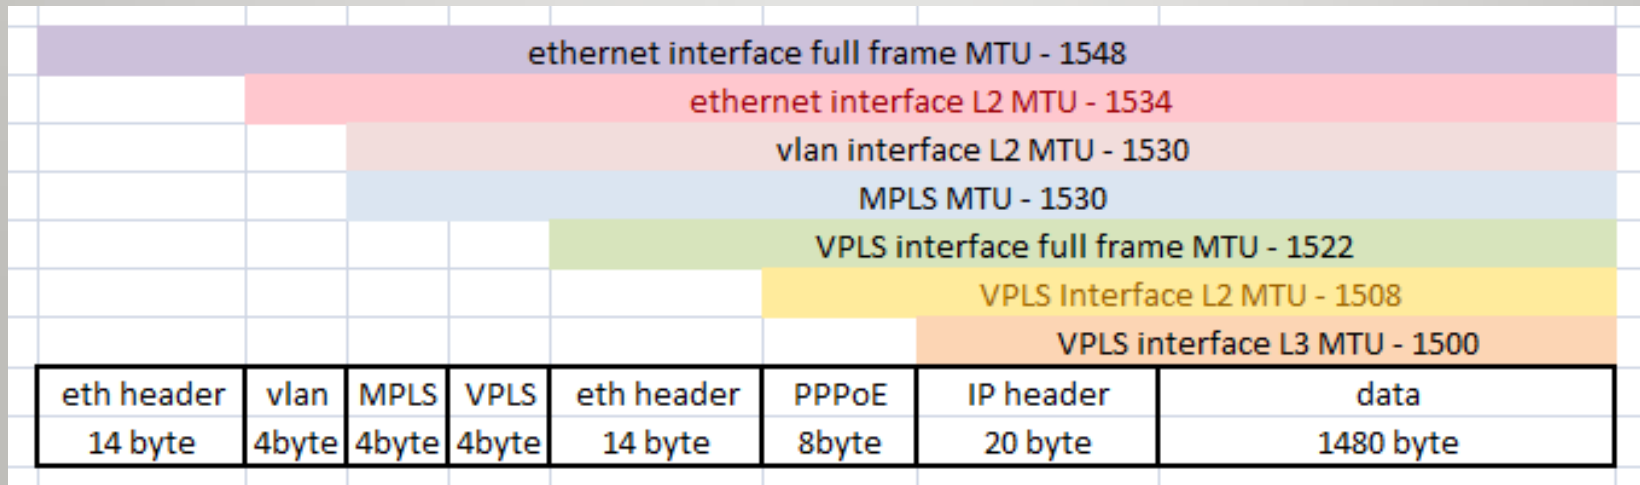 ethernet interface full frame MTU - 1548
ethernet interface L2 MTU - 1534
vlan interface L2 MTU - 1530
MPLS MTU - 1530
VPLS interface full frame MTU - 1522
VPLS Interface L2 MTU - 1508
VPLS interface L3 MTU - 1500
eth header vlan MPLS VPLS eth header PPPoE IP header data
14 byte 4byte 4byte 4byte 14 byte 8byte 20 byte 1480 byte